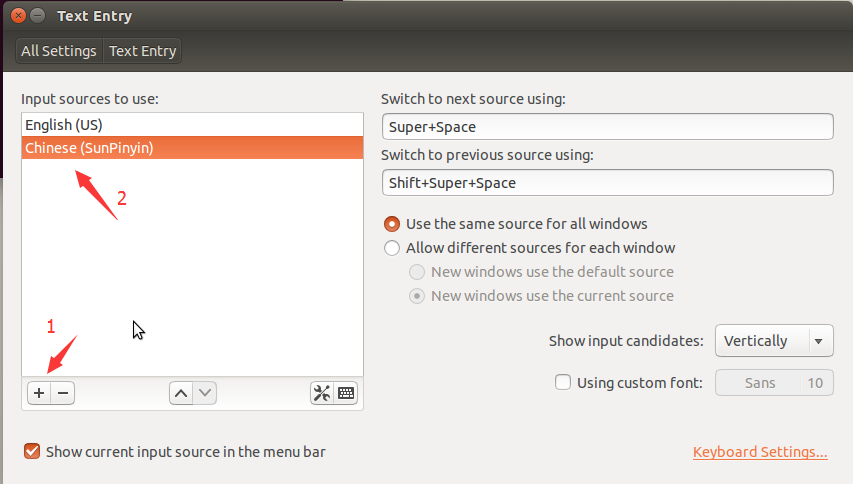 Text Entry
All Settings Text Entry
Input sources to use:
English (US)
Chinese (SunPinyin)
2
1
Show current input source in the menu bar
Switch to next source using:
Super+Space
Switch to previous source using:
Shift+Super+Space
Use the same source for all windows
Allow different sources for each window
New windows use the default source
New windows use the current source
Show input candidates: Vertically
Using custom font: Sans 10
Keyboard Settings...